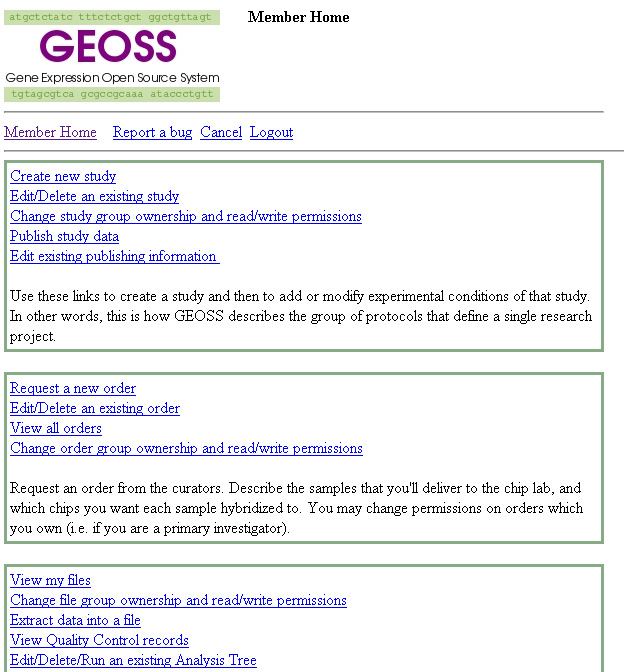 atgctctatc tttctctgct ggctgttagt
Member Home
GEOSS
Gene Expression Open Source System
tgtagcgtca gcgccgcaaa ataccctgtt
Member Home Report a bug Cancel Logout
Create new study
Edit/Delete an existing study
Change study group ownership and read/write permissions
Publish study data
Edit existing publishing information
Use these links to create a study and then to add or modify experimental conditions of that study.
In other words, this is how GEOSS describes the group of protocols that define a single research
project.
Request a new order
Edit/Delete an existing order
View all orders
Change order group ownership and read/write permissions
Request an order from the curators. Describe the samples that you'll deliver to the chip lab, and
which chips you want each sample hybridized to. You may change permissions on orders which
you own (i.e. if you are a primary investigator).
View my files
Change file group ownership and read/write permissions
Extract data into a file
View Quality Control records
Edit/Delete/Run an existing Analysis Tree